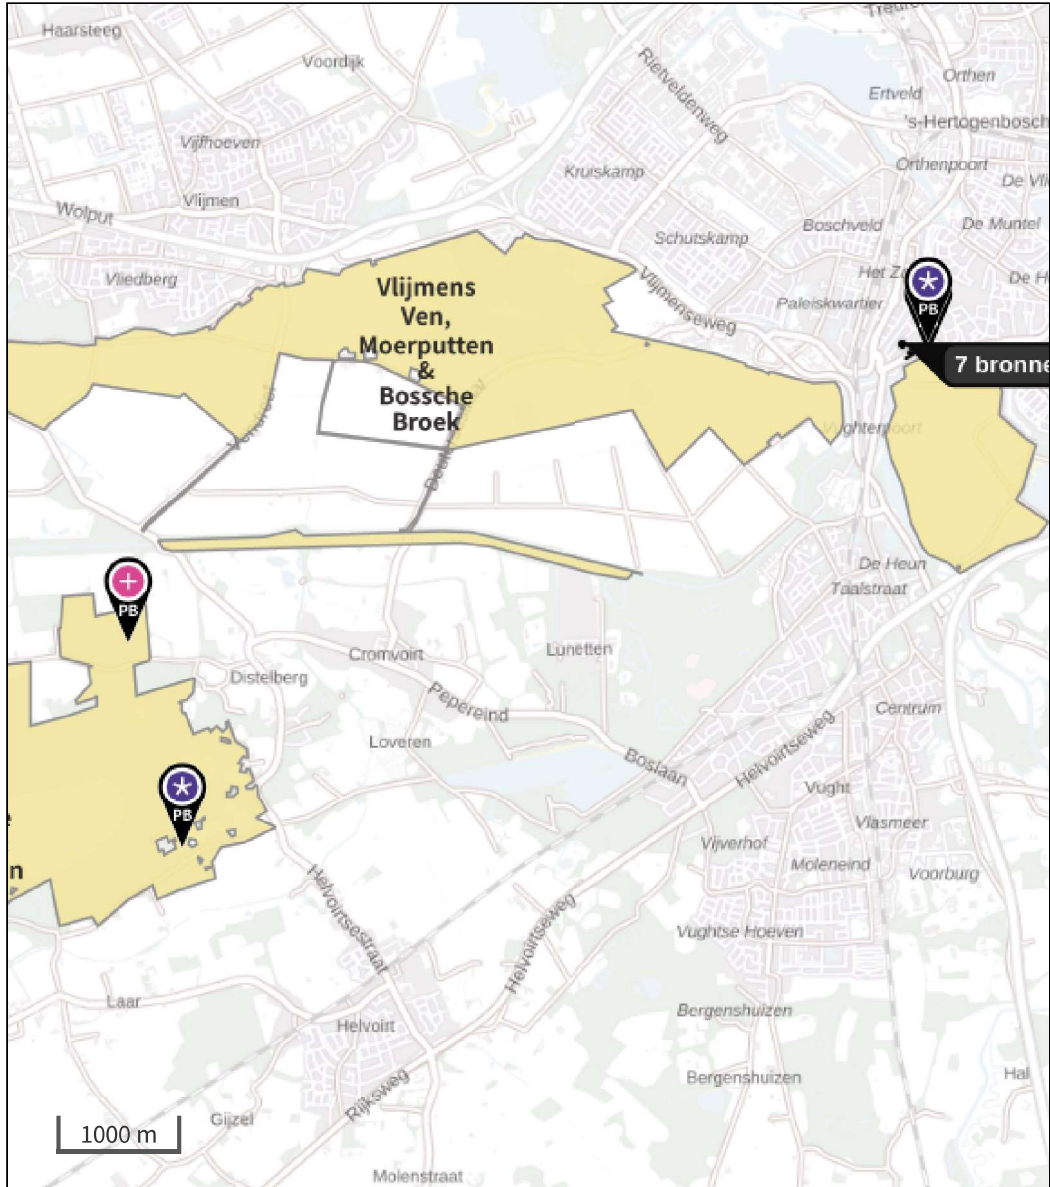 Haarsteeg
Voordijk
Rietveldenweg
Orthen
Ertveld
's-Hertogenbosch
Vijfhoeven
Kruiskamp
Orthenpoort
Vlijmen
Wolput
De Muntel
Boschveld
Schutskamp
Vliedberg
Vlijmens
Ven,
Moerputten
&
Bossche
Broek
Vlijmenseweg
Paleiskwartier
PB
7 bronne
Vughterpoort
De Heun
Taalstraat
PB
Cromvoirt
Lunetten
Distelberg
Pepereind
Centrum
Loveren
Boslaan
Helvoirtseweg
Vught
PB
Vlasmeer
Vijverhof
Moleneind
Voorburg
n
Helvoirtsestraat
Helvoirtseweg
Vughtse Hoeven
Laar
Helvoirt
Bergenshuizen
Bergenshuizen
Hal
Rijksweg
Gijzel
1000 m
Molenstraat